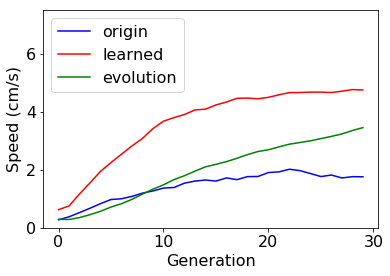 origin
learned
evolution
Speed (cm/s)
6
4
2
0
0 10 20 30
Generation